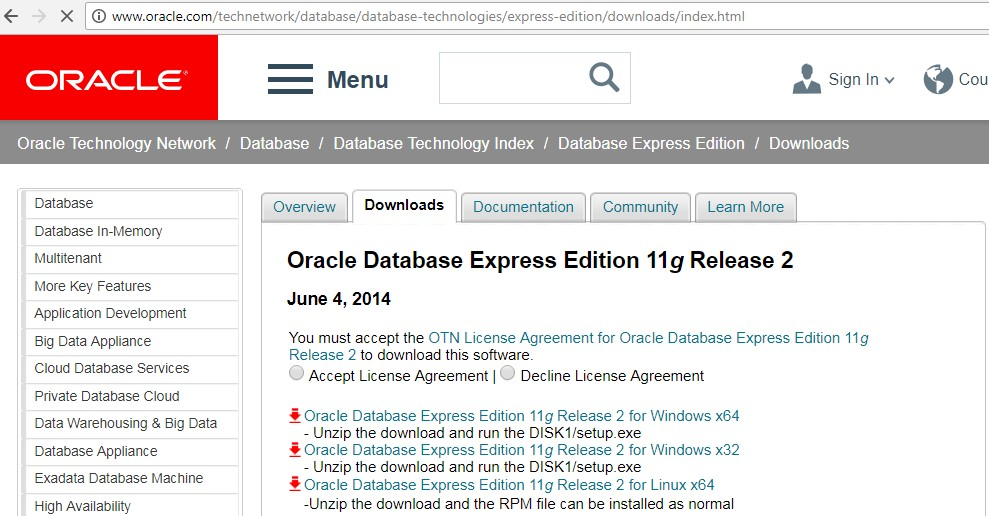 www.oracle.com/technetwork/database/database-technologies/express-edition/downloads/index.html
ORACLE
Menu
Sign In
Cou
Oracle Technology Network / Database / Database Technology Index / Database Express Edition / Downloads
Database
Database In-Memory
Multitenant
More Key Features
Application Development
Big Data Appliance
Cloud Database Services
Private Database Cloud
Data Warehousing & Big Data
Database Appliance
Exadata Database Machine
High Availability
Overview
Downloads
Documentation
Community
Learn More
Oracle Database Express Edition 11g Release 2
June 4, 2014
You must accept the OTN License Agreement for Oracle Database Express Edition 11g
Release 2 to download this software.
Accept License Agreement | Decline License Agreement
Oracle Database Express Edition 11g Release 2 for Windows x64
- Unzip the download and run the DISK1/setup.exe
Oracle Database Express Edition 11g Release 2 for Windows x32
- Unzip the download and run the DISK1/setup.exe
Oracle Database Express Edition 11g Release 2 for Linux x64
-Unzip the download and the RPM file can be installed as normal